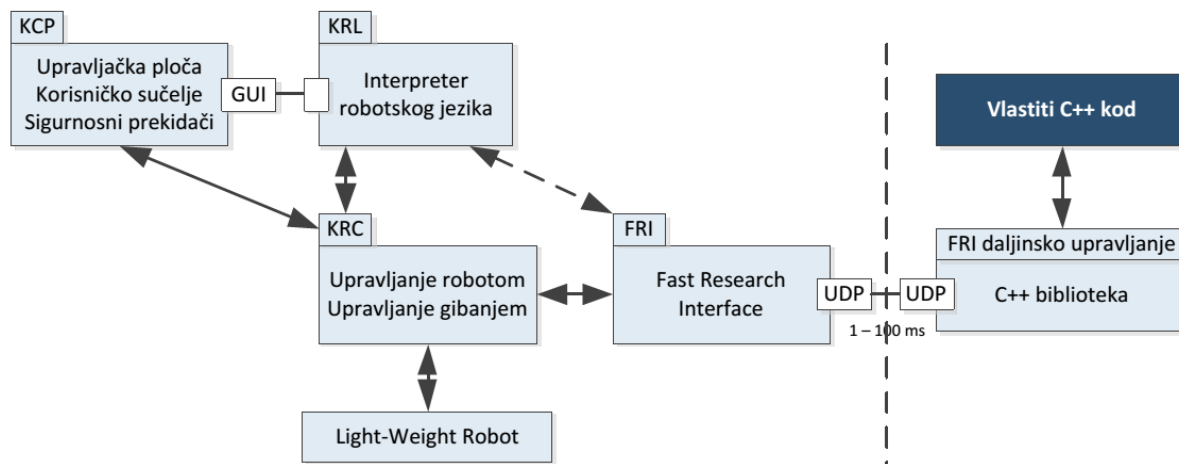 KCP
Upravljačka ploča
Korisničko sučelje
Sigurnosni prekidači
GUI
KRL
Interpreter
robotskog jezika
Vlastiti C++ kod
KRC
Upravljanje robotom
Upravljanje gibanjem
FRI
Fast Research
Interface
UDP
UDP
1 – 100 ms
FRI daljinsko upravljanje
C++ biblioteka
Light-Weight Robot